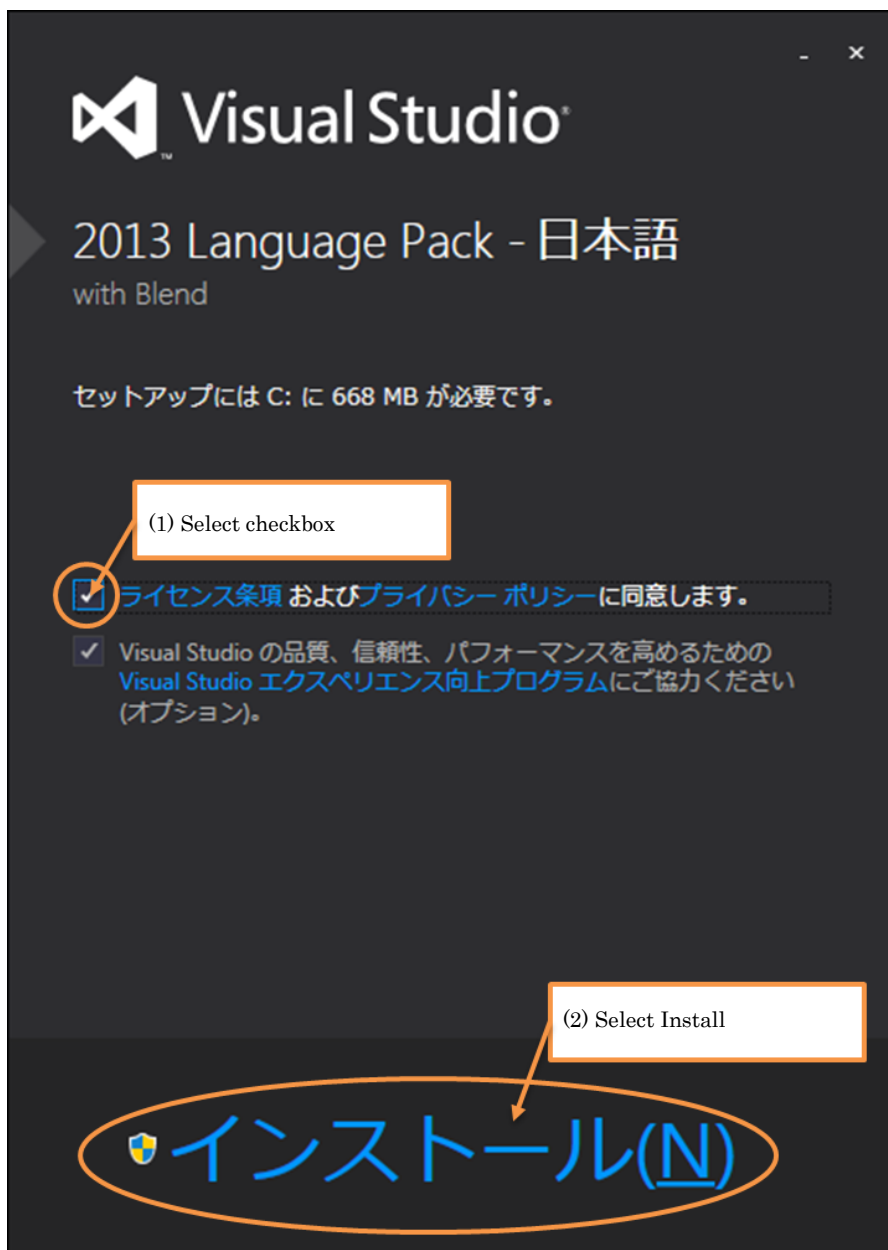 Visual Studio®
™
2013 Language Pack - 日本語
with Blend
セットアップには C: に 668 MB が必要です。
(1) Select checkbox
ライセンス条項 およびプライバシー ポリシーに同意します。
Visual Studio の品質、信頼性、パフォーマンスを高めるための
Visual Studio エクスペリエンス向上プログラムにご協力ください
(オプション)。
(2) Select Install
インストール(N)